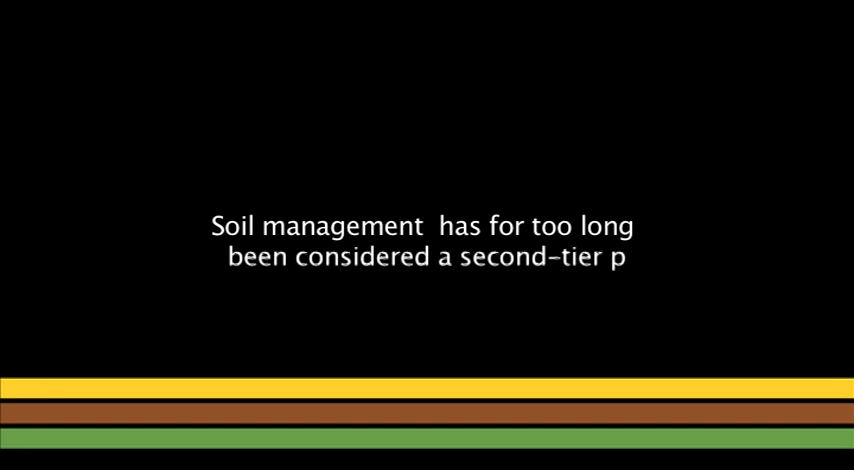 Soil management  has for too long
been considered a second-tier p